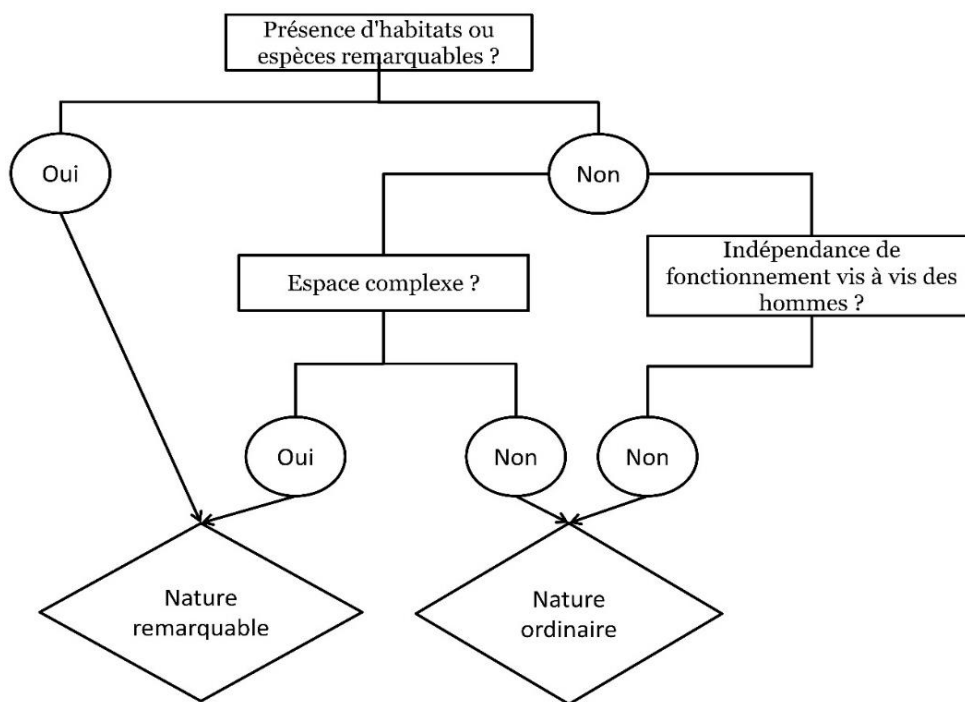 Présence d'habitats ou
espèces remarquables ?
Oui
Non
Espace complexe ?
Indépendance de
fonctionnement vis à vis des
hommes ?
Oui
Non
Non
Nature
remarquable
Nature
ordinaire